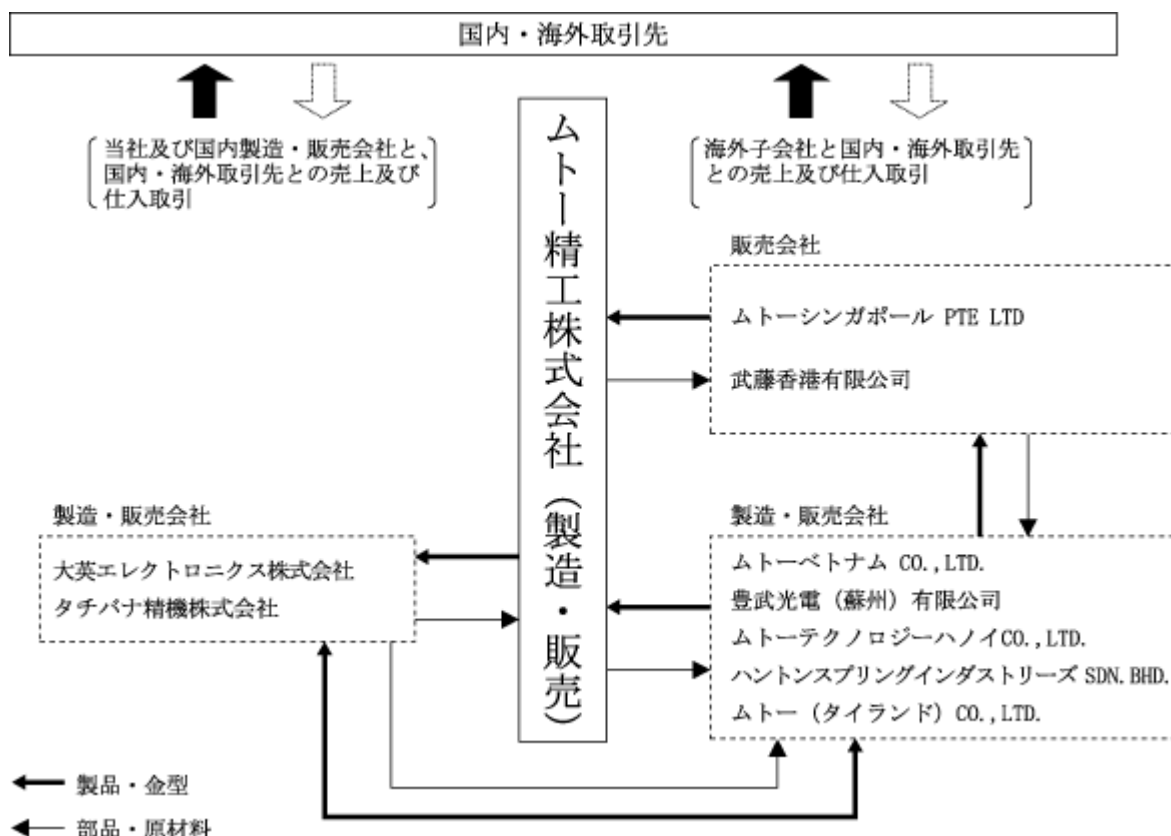 国内・海外取引先
当社及び国内製造・販売会社と、
国内・海外取引先との売上及び
仕入取引
海外子会社と国内・海外取引先
との売上及び仕入取引
ムトー精工株式会社（製造・販売）
販売会社
ムトーシンガポール PTE LTD
武藤香港有限公司
製造・販売会社
大英エレクトロニクス株式会社
タチバナ精機株式会社
製造・販売会社
ムトーベトナム CO.,LTD.
豊武光電（蘇州）有限公司
ムトーテクノロジーハノイCO.,LTD.
ハントンスプリングインダストリーズ SDN.BHD.
ムトー（タイランド）CO.,LTD.
製品・金型
部品・原材料